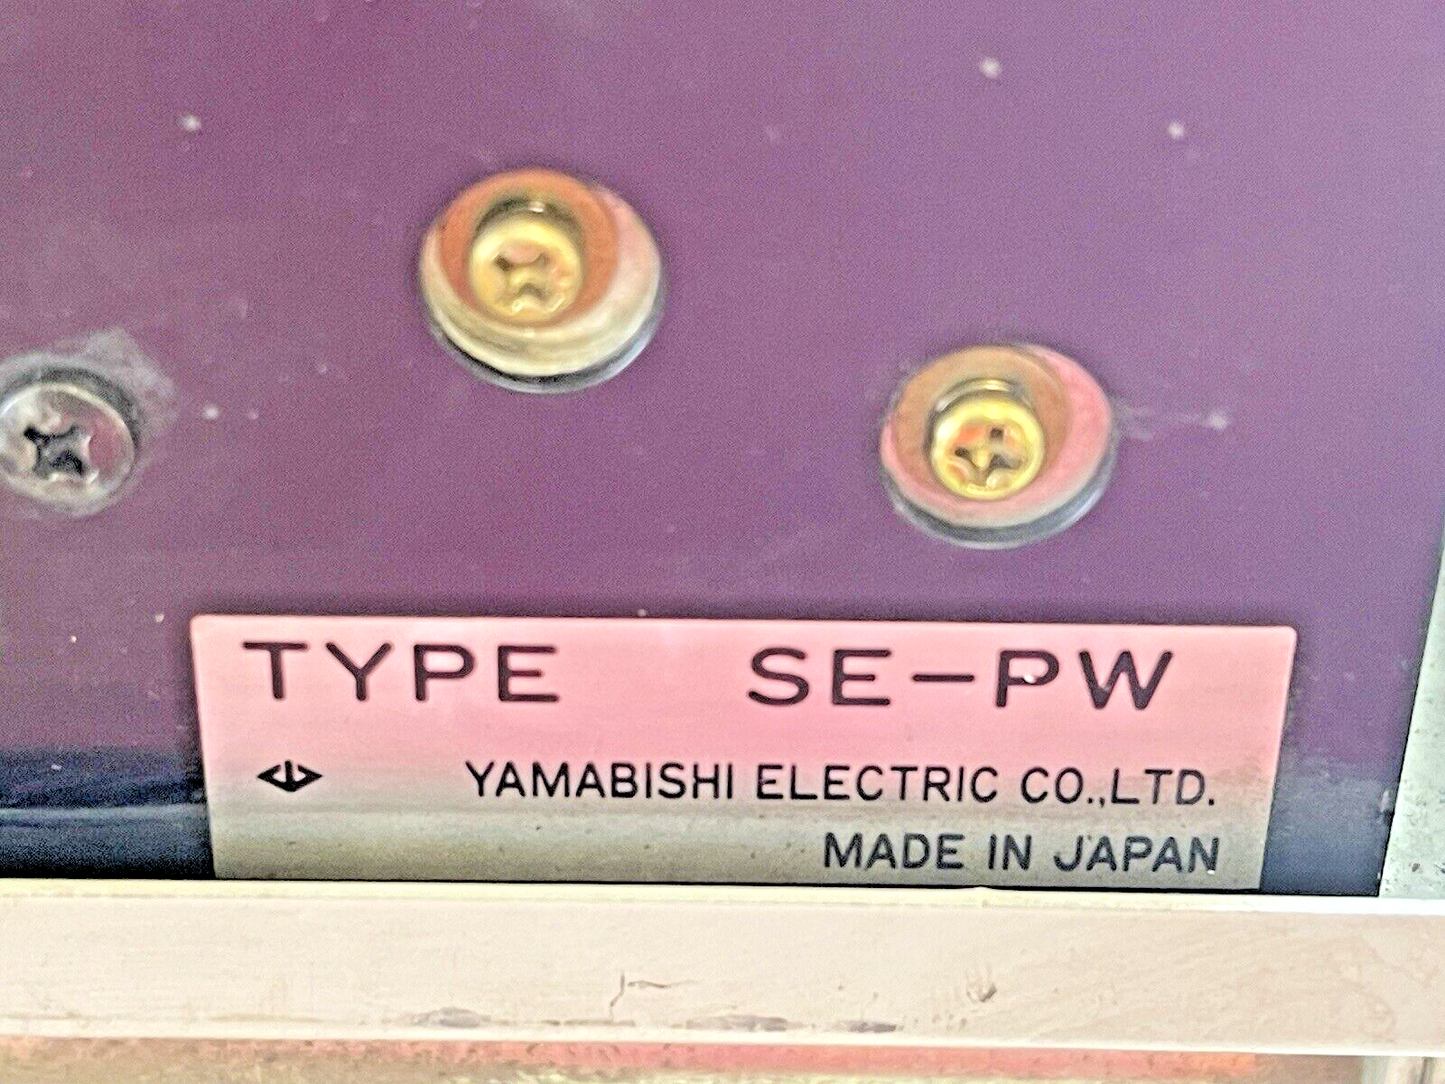 TYPE SE-PW
YAMABISHI ELECTRIC CO.,LTD.
MADE IN JAPAN